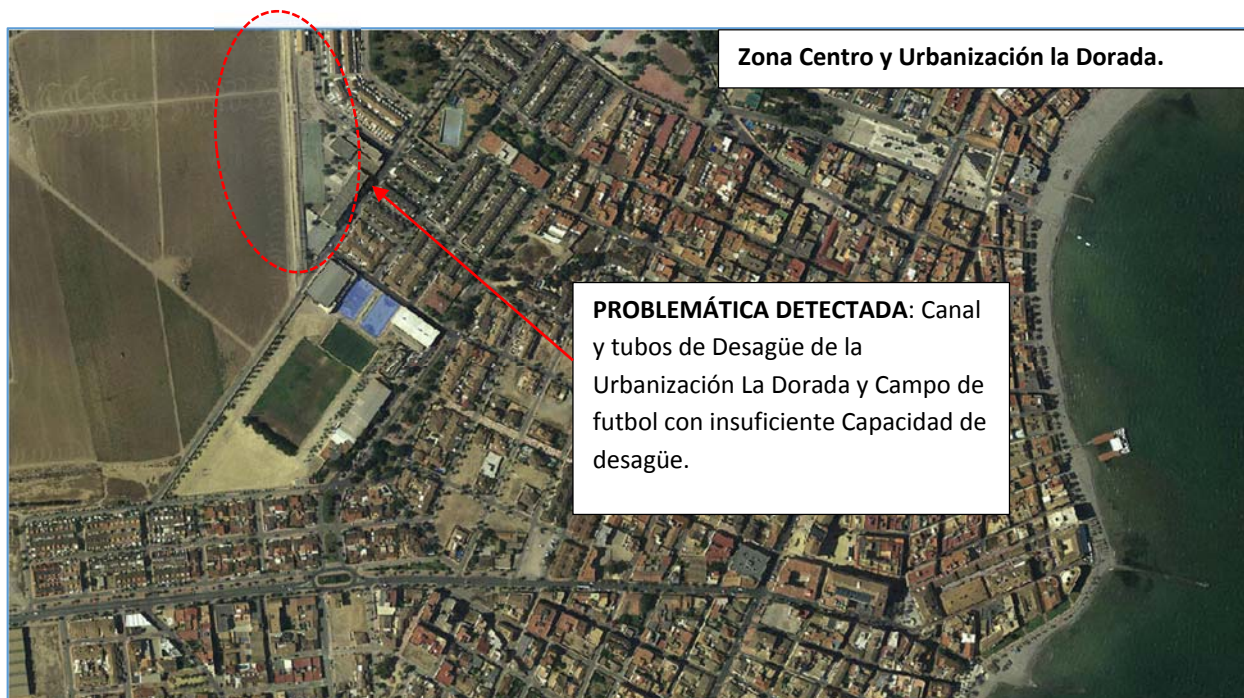 Zona Centro y Urbanización la Dorada.
PROBLEMÁTICA DETECTADA: Canal
y tubos de Desagüe de la
Urbanización La Dorada y Campo de
futbol con insuficiente Capacidad de
desagüe.